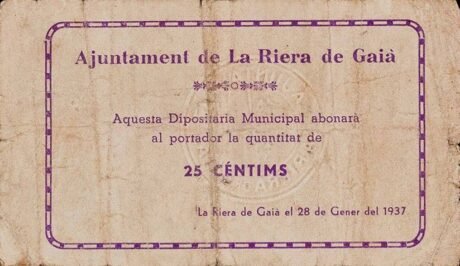 Ajuntament de La Riera de Gaià
Aquesta Dipositaria Municipal abonarà
al portador la quantitat de
25 CÉNTIMS
La Riera de Gaià el 28 de Gener del 1937